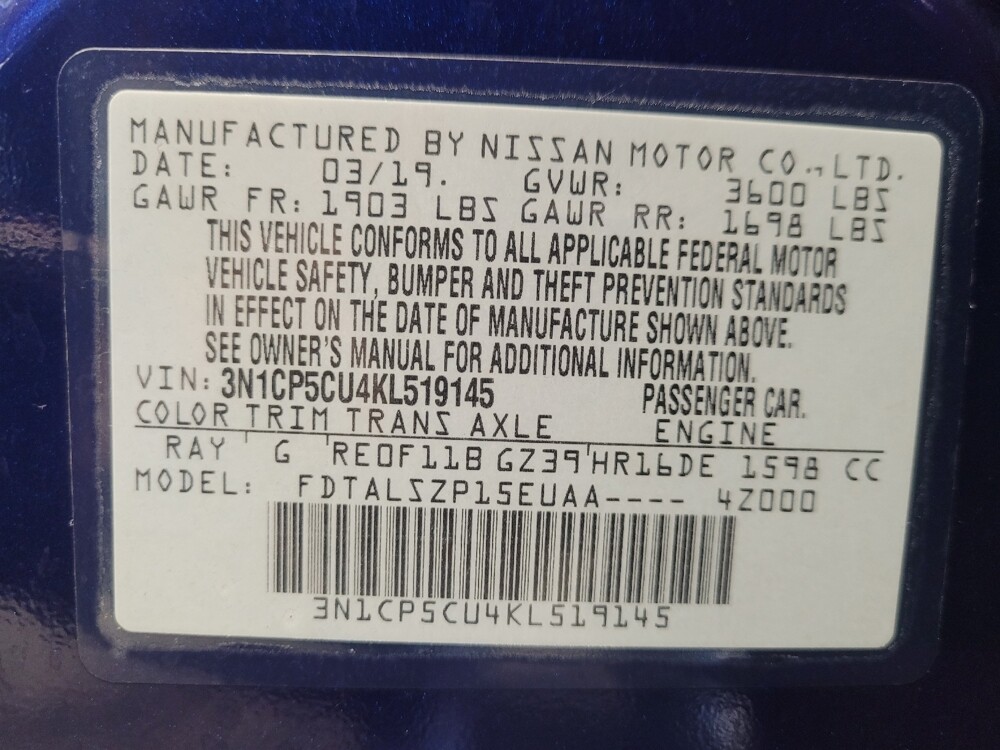 MANUFACTURED BY NISSAN MOTOR CO.,LTD.
DATE: 03/19. GVWR: 3600 LBS
GAWR FR: 1903 LBS GAWR RR: 1698 LBS
THIS VEHICLE CONFORMS TO ALL APPLICABLE FEDERAL MOTOR
VEHICLE SAFETY, BUMPER AND THEFT PREVENTION STANDARDS
IN EFFECT ON THE DATE OF MANUFACTURE SHOWN ABOVE.
SEE OWNER'S MANUAL FOR ADDITIONAL INFORMATION.
VIN: 3N1CP5CU4KL519145 PASSENGER CAR.
COLOR TRIM TRANS AXLE ENGINE
RAY ' G 'RE0F11B GZ39'HR16DE 1598 CC
MODEL: FDTALSZP15EUAA---- 4Z000
3N1CP5CU4KL519145